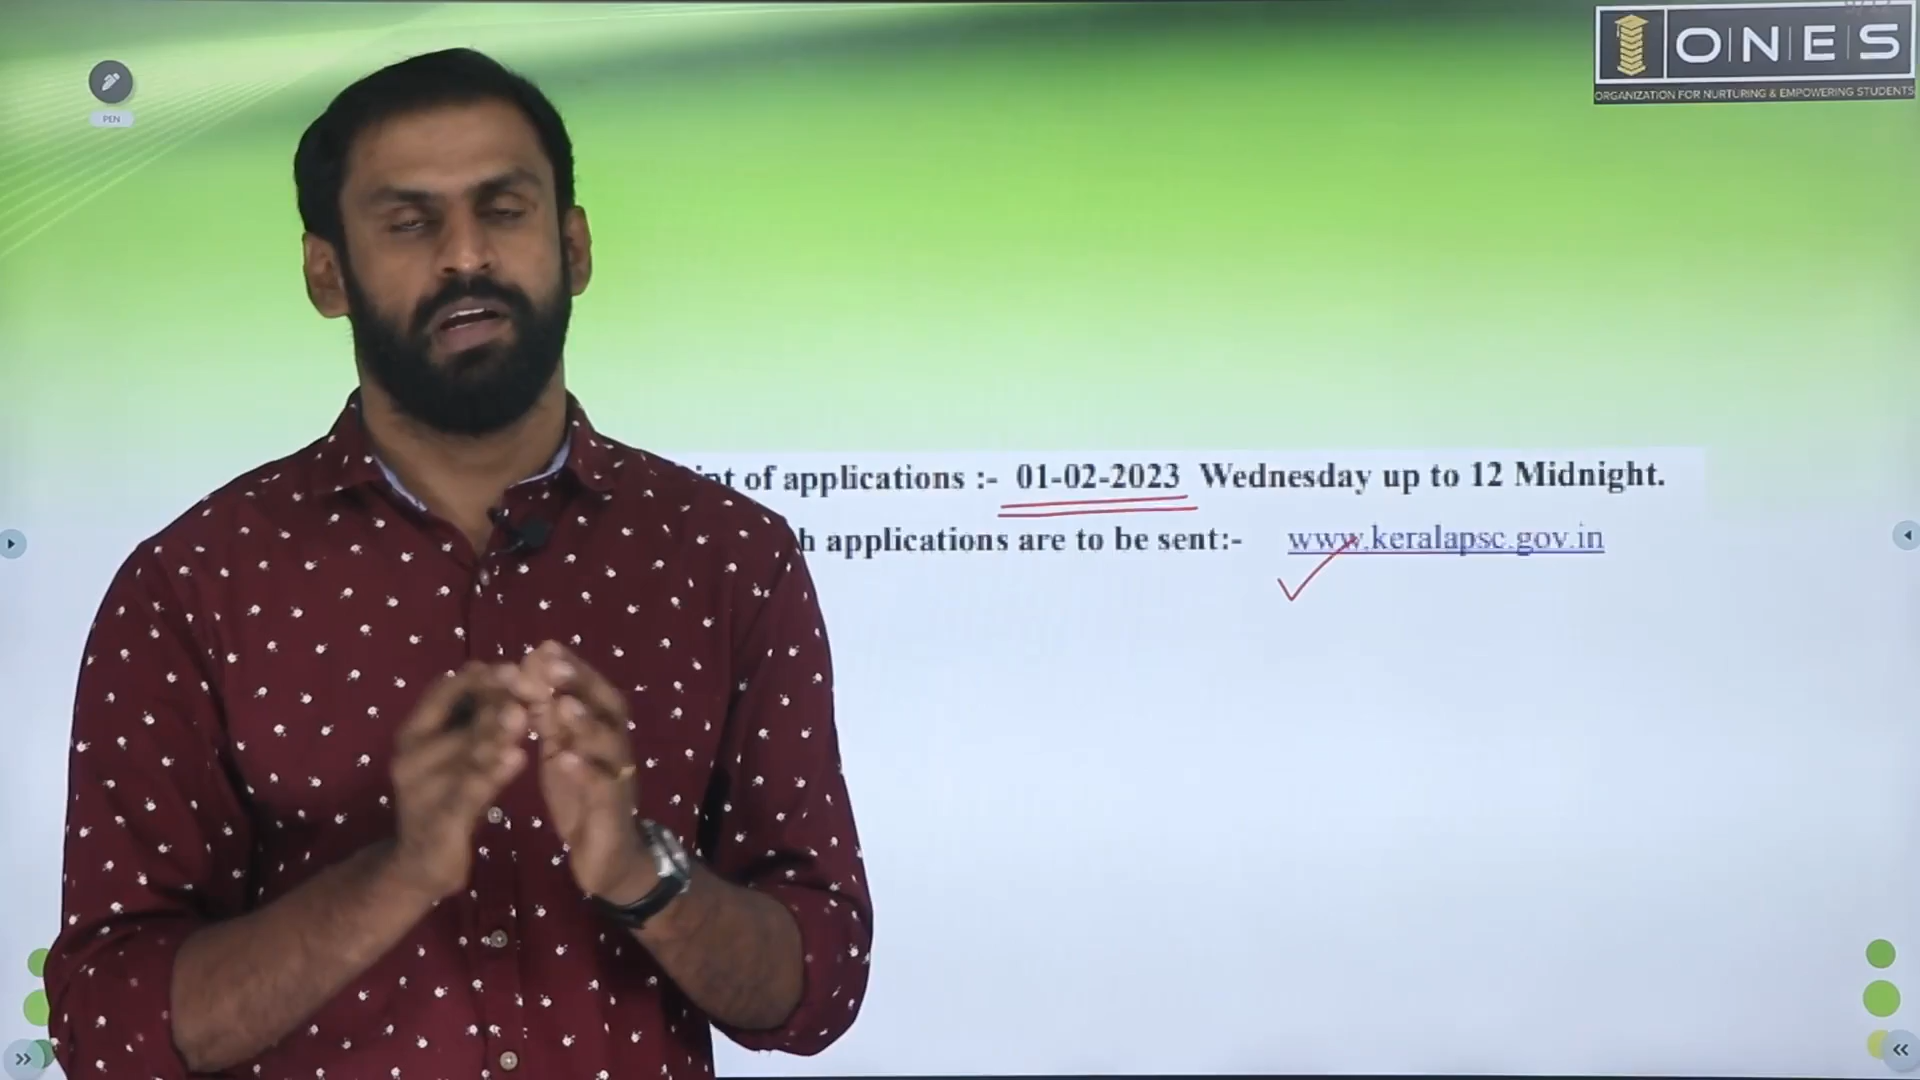 PEN
O|N|E|S
ORGANIZATION FOR NURTURING & EMPOWERING STUDENTS
of applications :- 01-02-2023 Wednesday up to 12 Midnight.
applications are to be sent:- www.keralapsc.gov.in